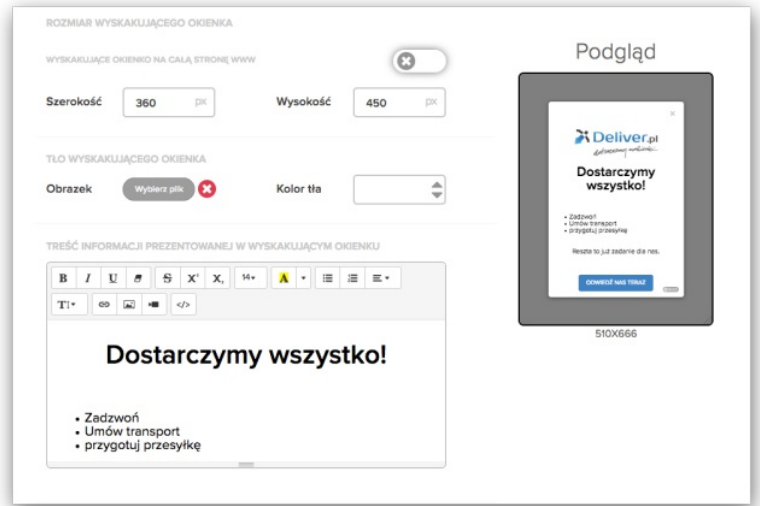 ROZMIAR WYSKAKUJĄCEGO OKIENKA
WYSKAKUJĄCE OKIENKO NA CAŁĄ STRONĘ WWW
Szerokość 360 px Wysokość 450 px
TŁO WYSKAKUJĄCEGO OKIENKA
Obrazek Wybierz plik Kolor tła
TREŚĆ INFORMACJI PREZENTOWANEJ W WYSKAKUJĄCYM OKIENKU
B I U S X² X₂ 14 A
T
Dostarczymy wszystko!
• Zadzwoń
• Umów transport
• przygotuj przesyłkę
Podgląd
×
Deliver.pl
Dostarczymy
wszystko!
• Zadzwoń
• Umów transport
• przygotuj przesyłkę
Reszta to już zadanie dla nas.
ODWIEDŹ NAS TERAZ
510X666